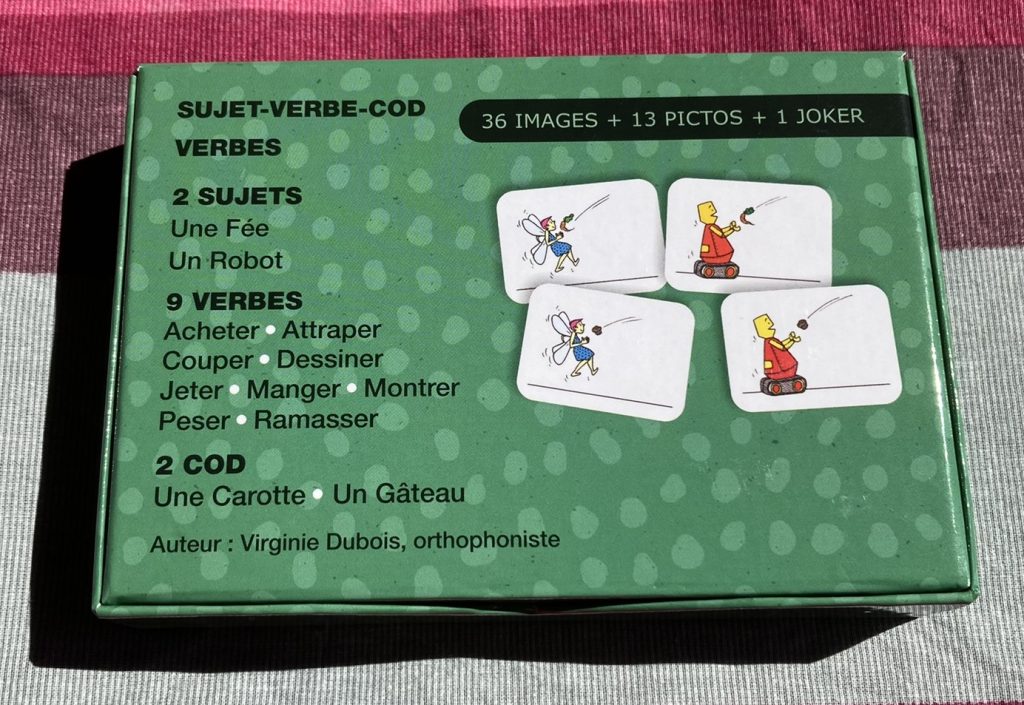 SUJET-VERBE-COD
VERBES
36 IMAGES + 13 PICTOS + 1 JOKER
2 SUJETS
Une Fée
Un Robot
9 VERBES
Acheter • Attraper
Couper • Dessiner
Jeter • Manger • Montrer
Peser • Ramasser
2 COD
Une Carotte • Un Gâteau
Auteur : Virginie Dubois, orthophoniste